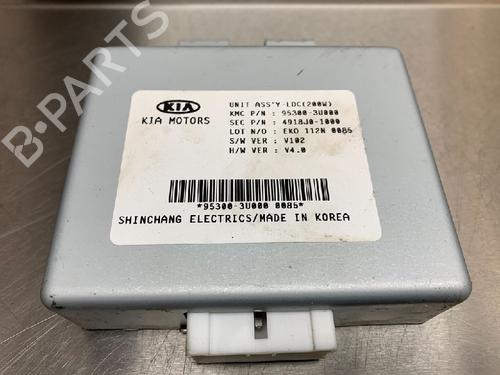 B-PARTS
KIA
KIA MOTORS
UNIT ASS'Y-LDC(200W)
KMC P/N : 95300-3U000
SEC P/N : 4918J0-1000
LOT N/O : EKO 112N 0085
S/W VER : V102
H/W VER : V4.0
*95300-3U000 0085*
SHINCHANG ELECTRICS/MADE IN KOREA